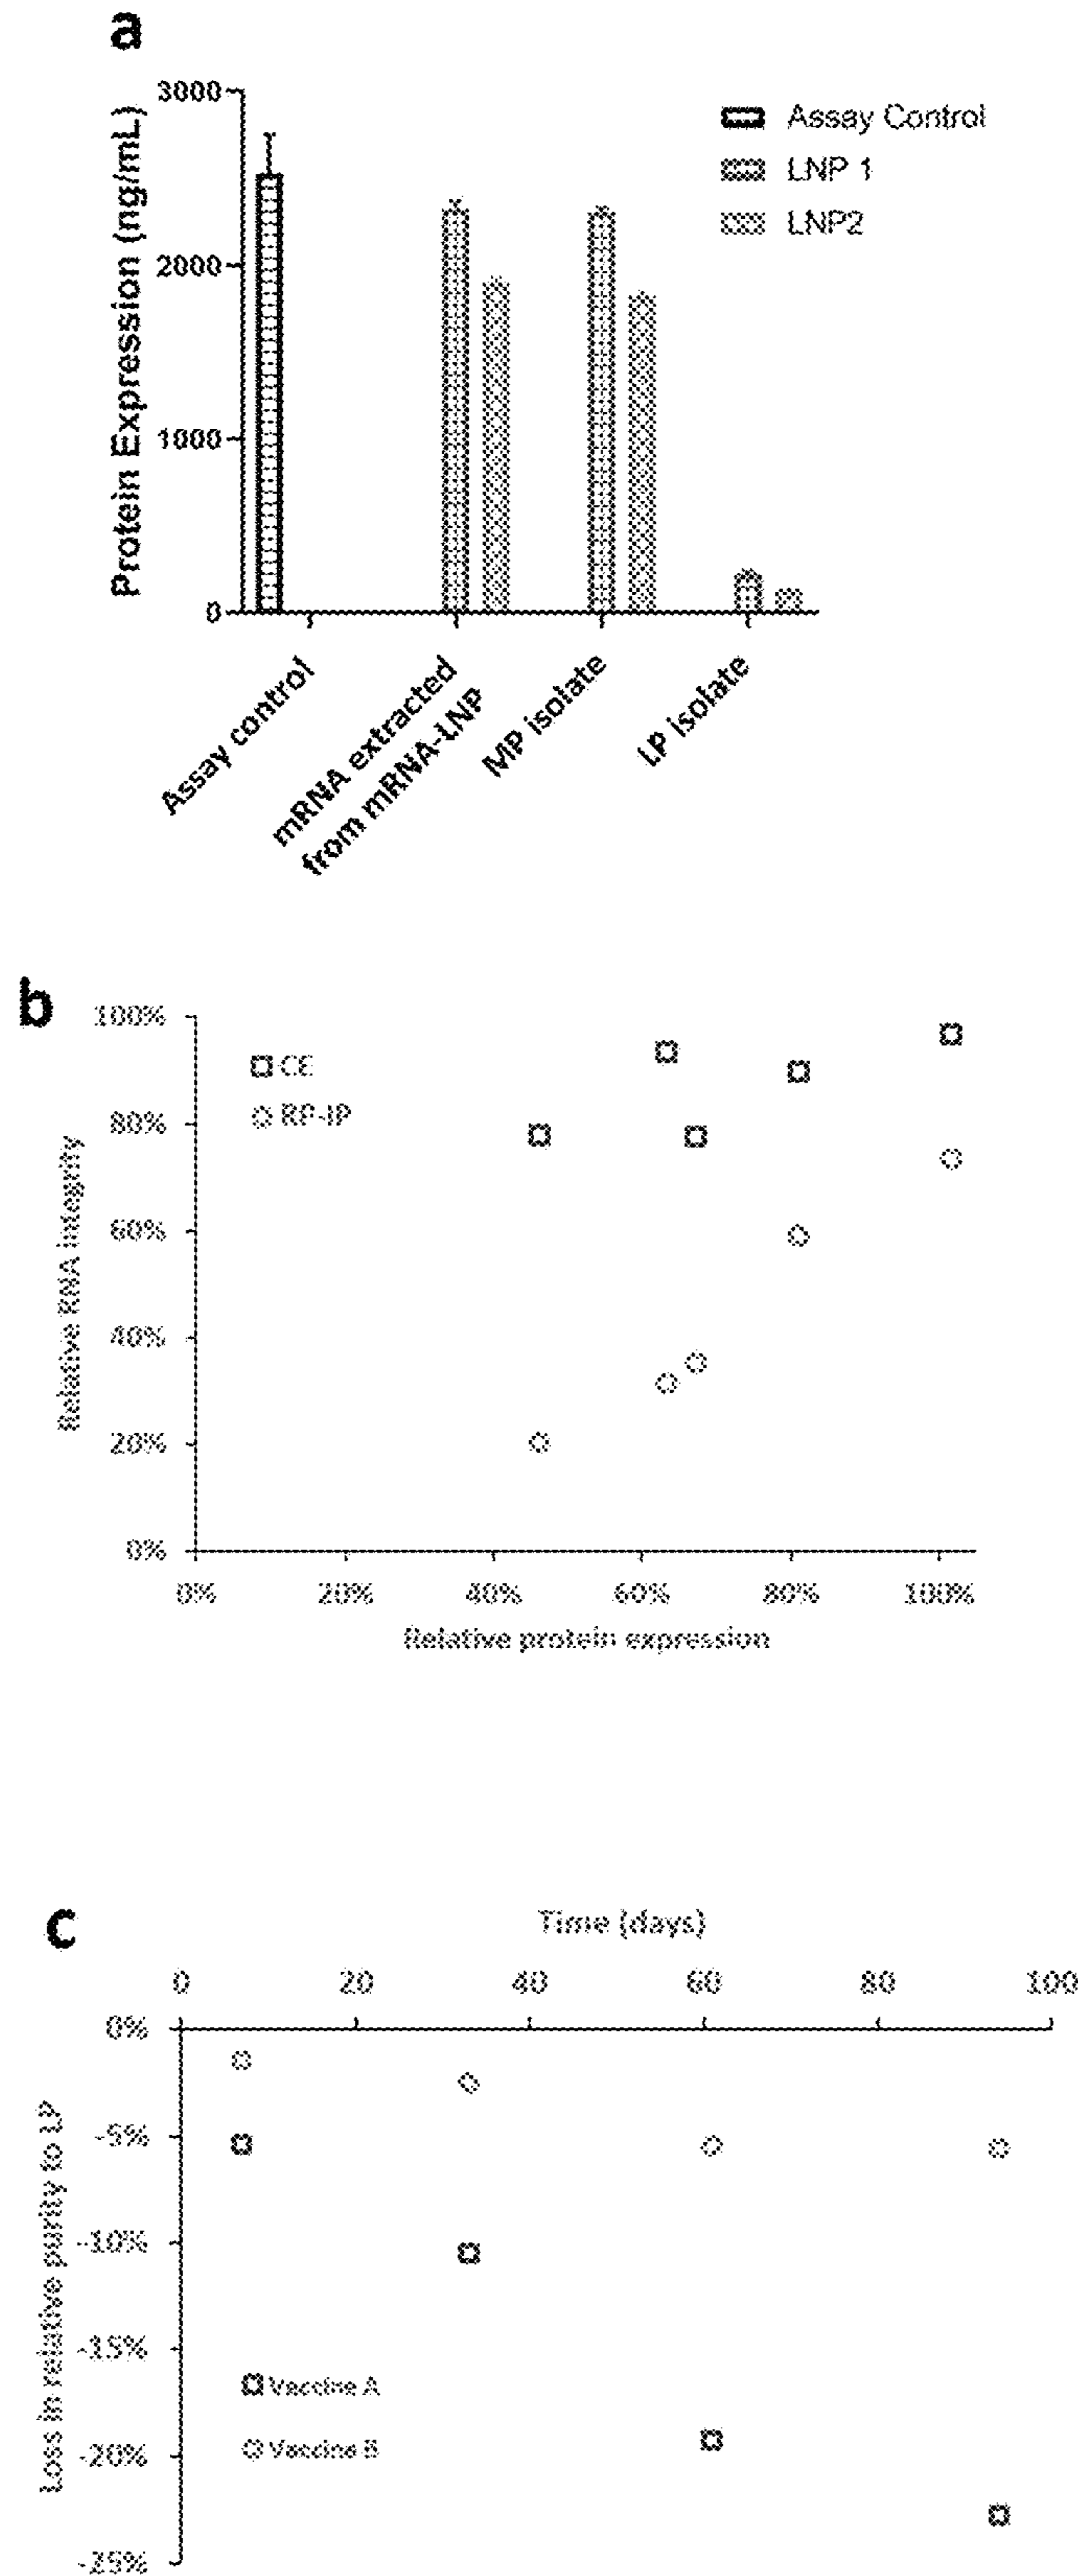 a
Protein Expression (ng/mL)
3000
2000
1000
0
Assay Control
LNP 1
LNP2
Assay control
mRNA extracted
from mRNA-LNP
MP isolate
LP isolate
b
Relative RNA integrity
100%
80%
60%
40%
20%
0%
CE
RP-IP
0% 20% 40% 60% 80% 100%
Relative protein expression
c
Time (days)
0 20 40 60 80 100
Loss in relative purity to LP
0%
-5%
-10%
-15%
-20%
-25%
Vaccine A
Vaccine B